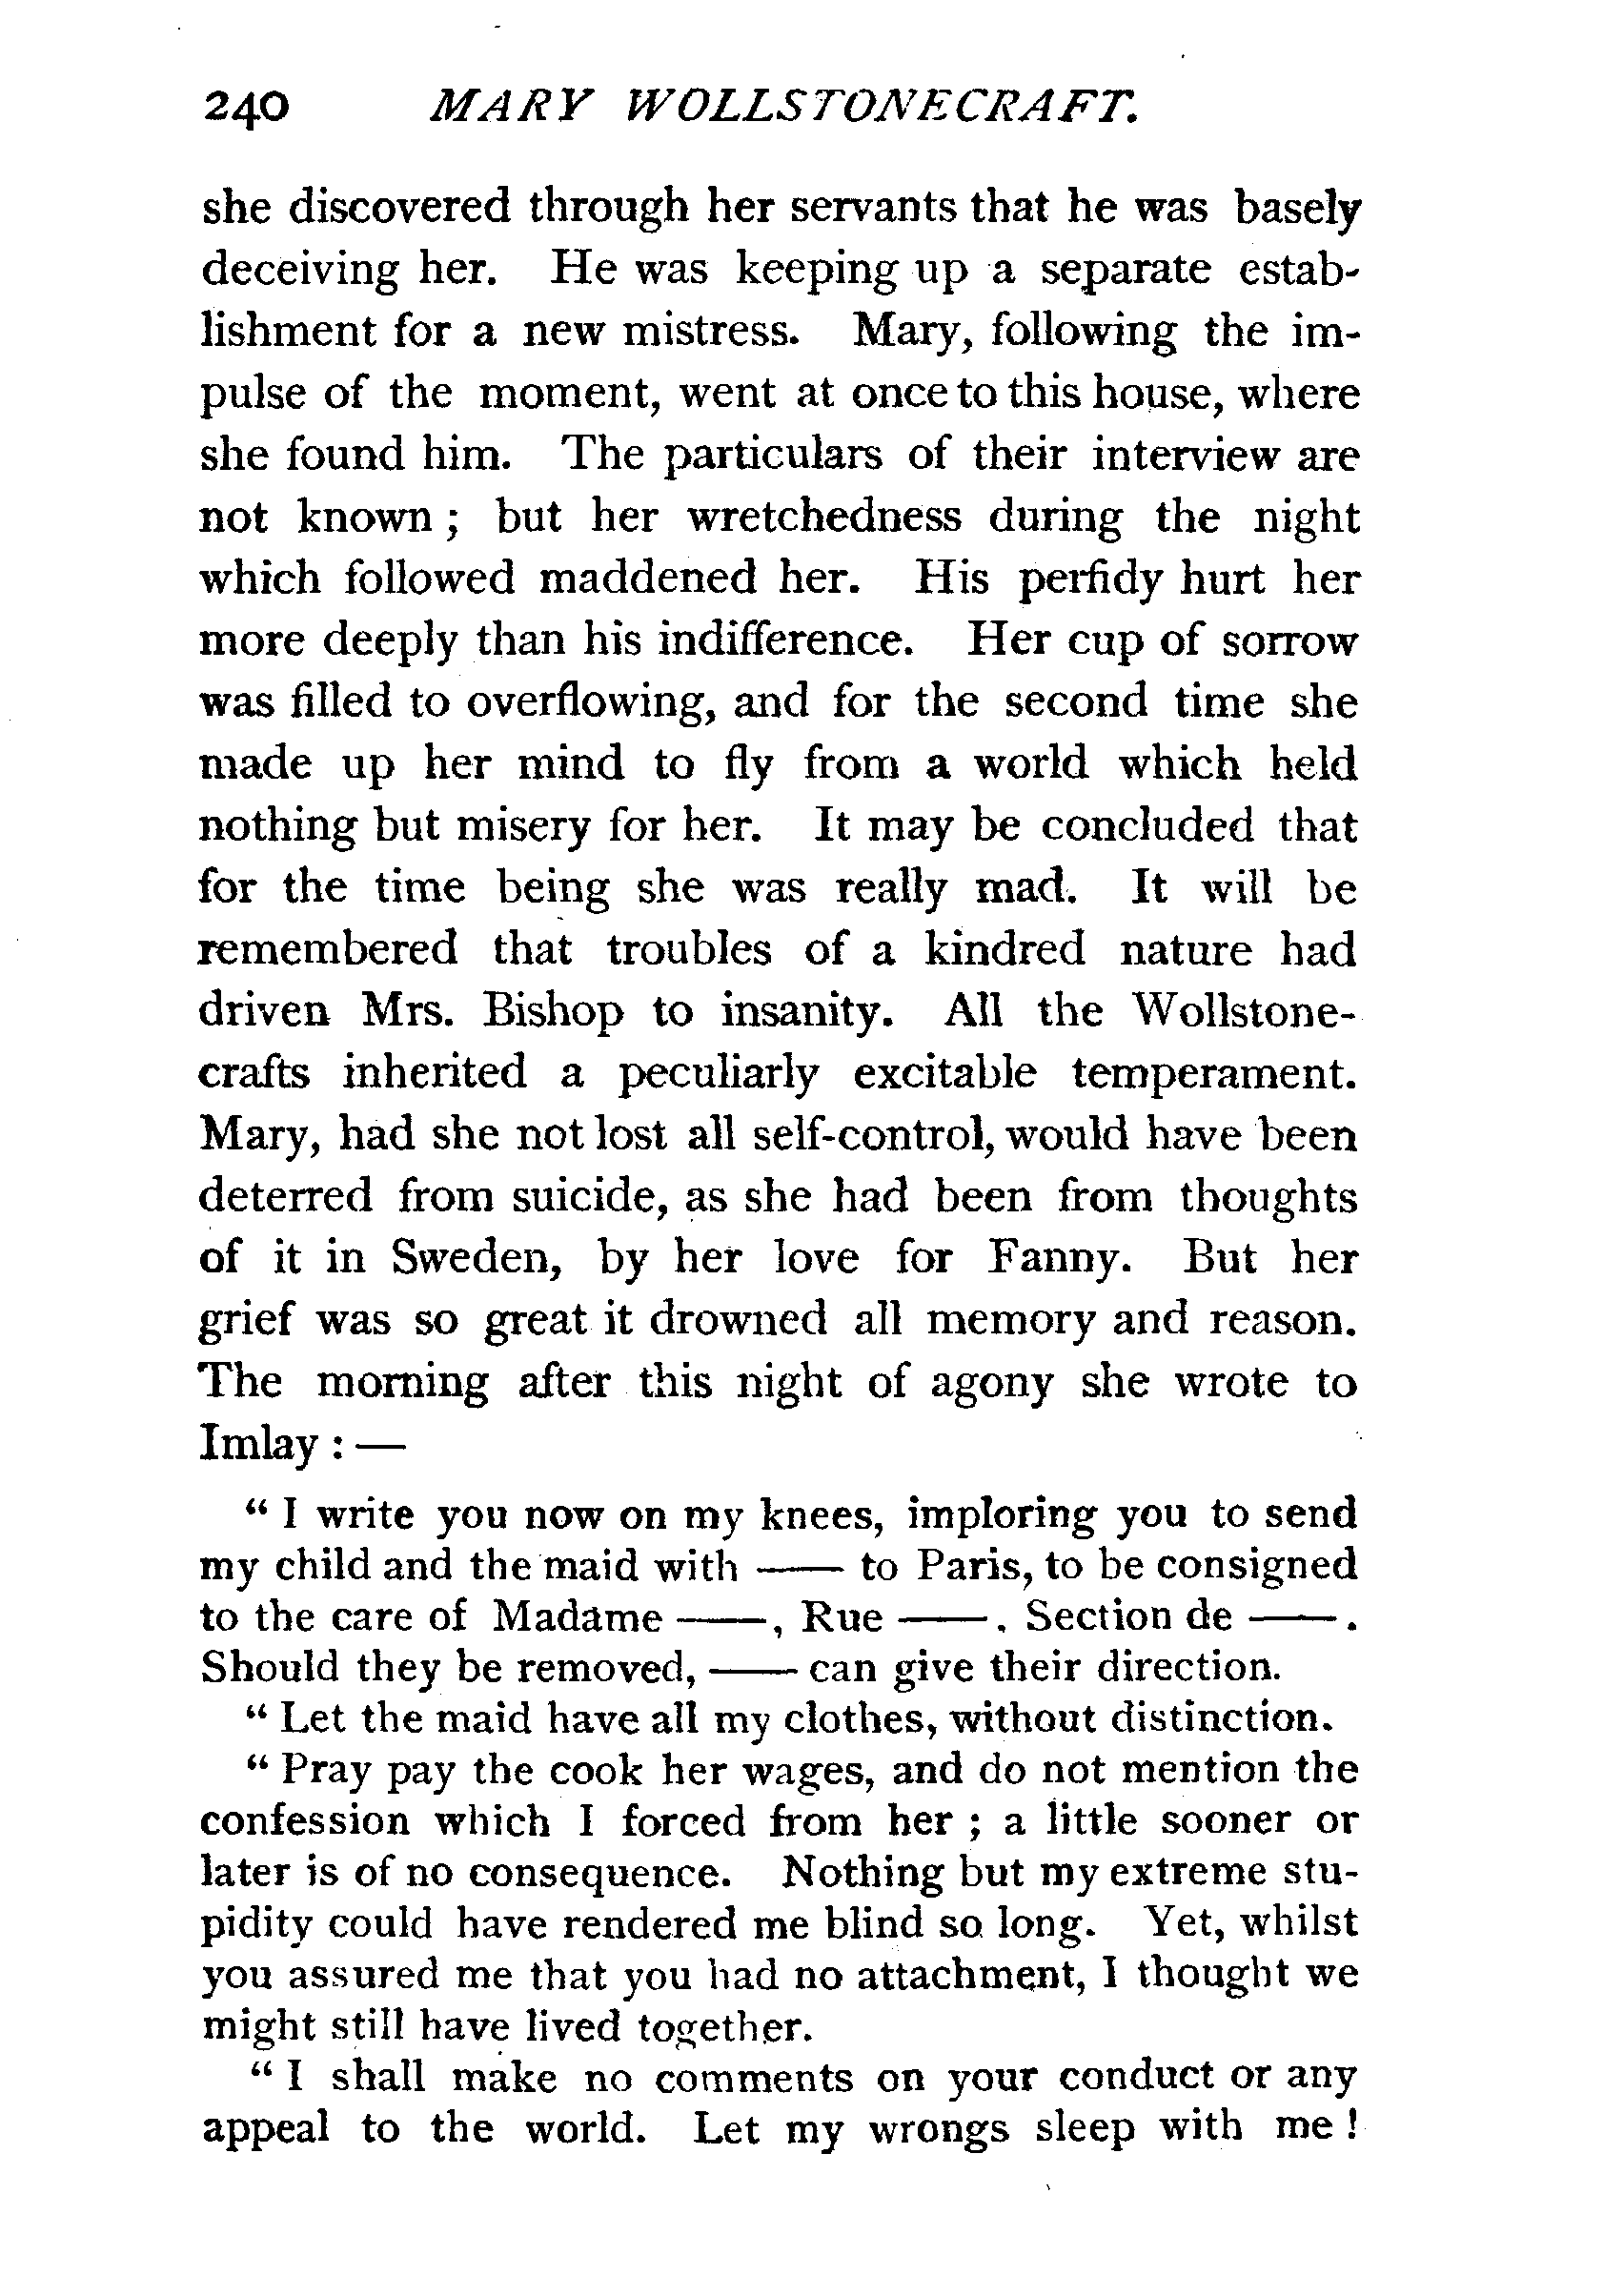 240 MARY WOLLSTONECRAFT.
she discovered through her servants that he was basely
deceiving her. He was keeping up a separate estab-
lishment for a new mistress. Mary, following the im-
pulse of the moment, went at once to this house, where
she found him. The particulars of their interview are
not known ; but her wretchedness during the night
which followed maddened her. His perfidy hurt her
more deeply than his indifference. Her cup of sorrow
was filled to overflowing, and for the second time she
made up her mind to fly from a world which held
nothing but misery for her. It may be concluded that
for the time being she was really mad. It will be
remembered that troubles of a kindred nature had
driven Mrs. Bishop to insanity. All the Wollstone-
crafts inherited a peculiarly excitable temperament.
Mary, had she not lost all self-control, would have been
deterred from suicide, as she had been from thoughts
of it in Sweden, by her love for Fanny. But her
grief was so great it drowned all memory and reason.
The morning after this night of agony she wrote to
Imlay : —
“ I write you now on my knees, imploring you to send
my child and the maid with —— to Paris, to be consigned
to the care of Madame ——, Rue ——. Section de ——.
Should they be removed, —— can give their direction.
“ Let the maid have all my clothes, without distinction.
“ Pray pay the cook her wages, and do not mention the
confession which I forced from her ; a little sooner or
later is of no consequence. Nothing but my extreme stu-
pidity could have rendered me blind so long. Yet, whilst
you assured me that you had no attachment, I thought we
might still have lived together.
“ I shall make no comments on your conduct or any
appeal to the world. Let my wrongs sleep with me !